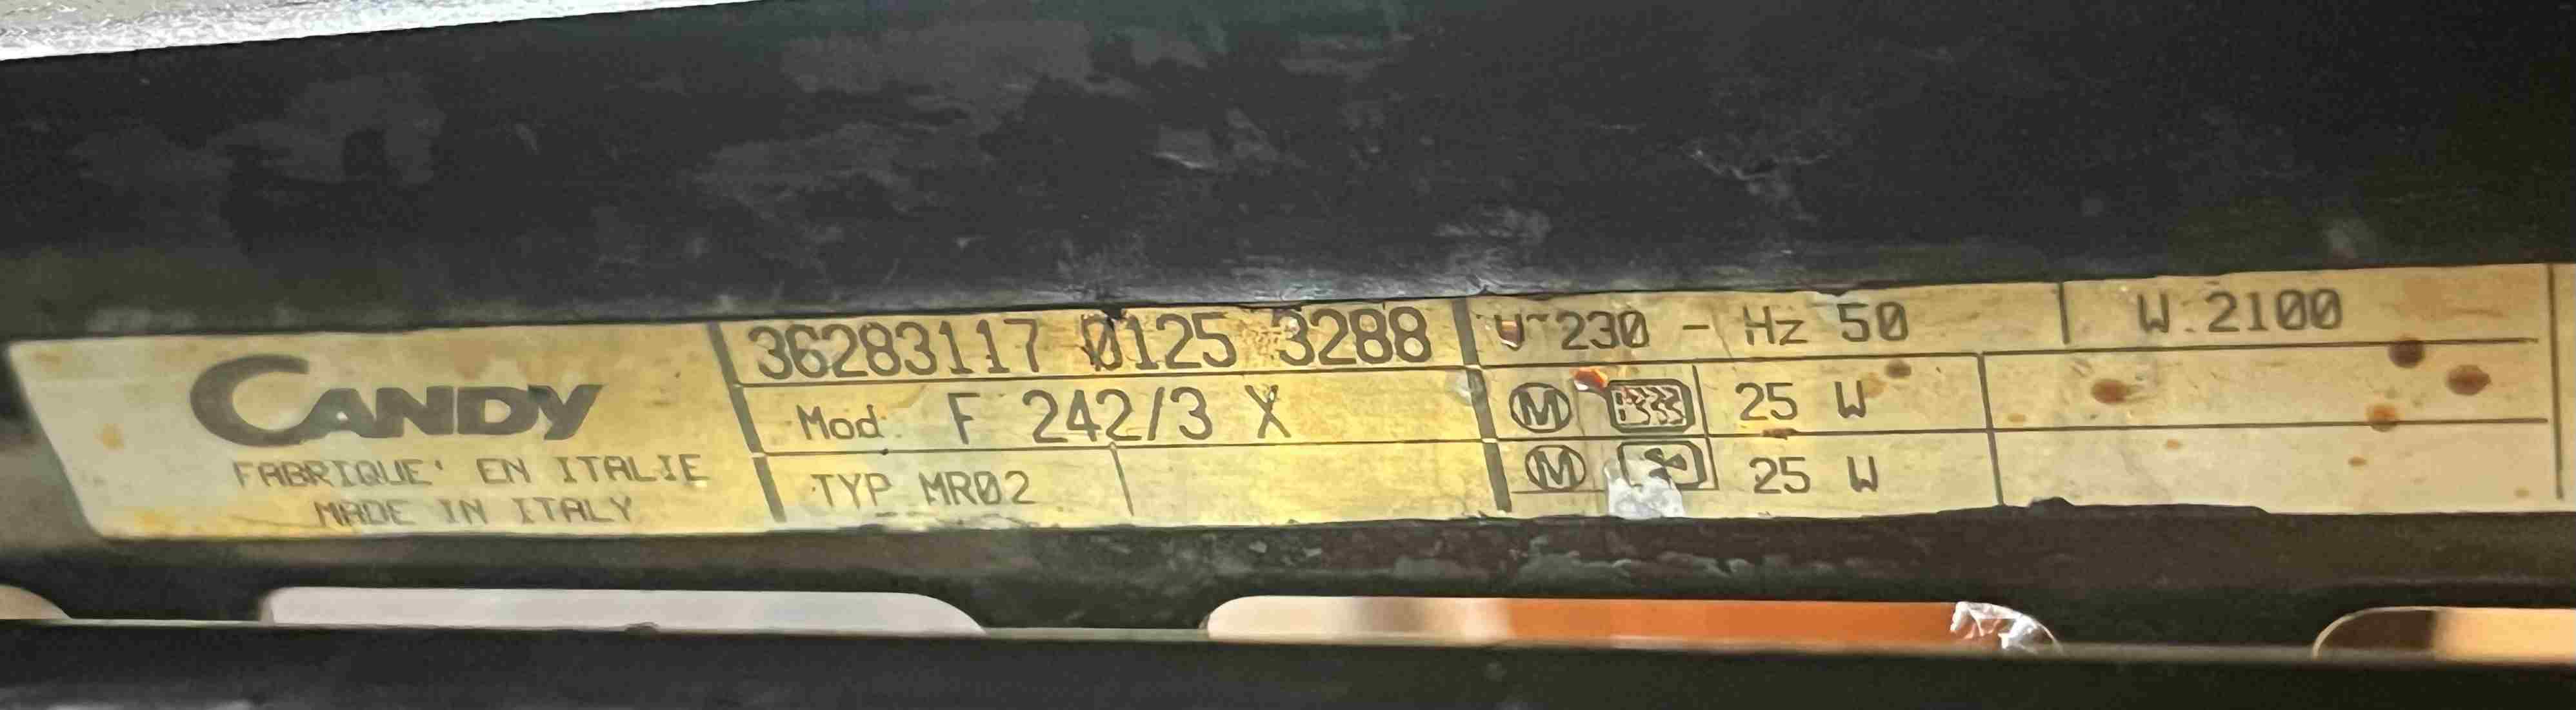 CANDY
FABRIQUE' EN ITALIE
MADE IN ITALY
36283117 0125 3288
Mod. F 242/3 X
TYP MR02
V~230 - Hz 50
W.2100
M 25 W
M 25 W